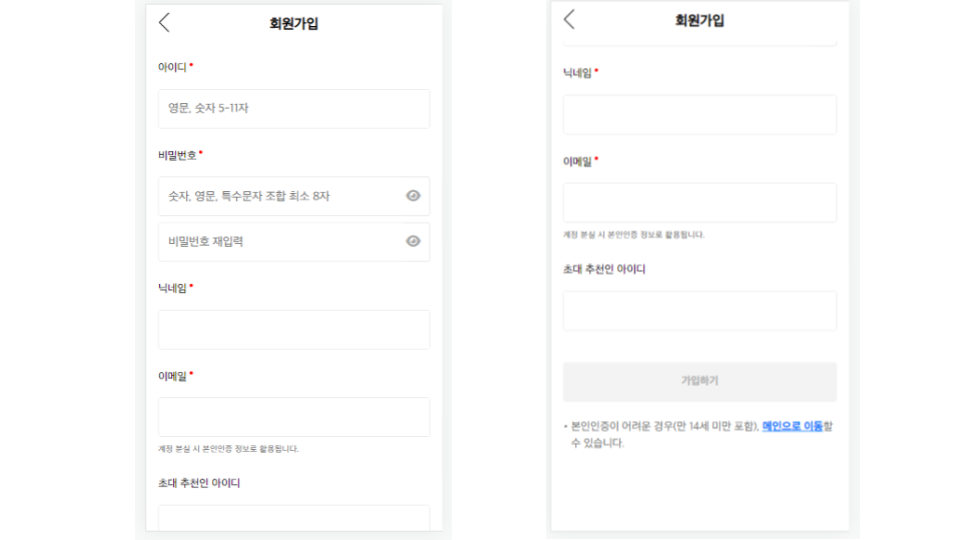 회원가입
아이디 *
영문, 숫자 5-11자
비밀번호 *
숫자, 영문, 특수문자 조합 최소 8자
비밀번호 재입력
닉네임 *
이메일 *
계정 분실 시 본인인증 정보로 활용됩니다.
초대 추천인 아이디
회원가입
닉네임 *
이메일 *
계정 분실 시 본인인증 정보로 활용됩니다.
초대 추천인 아이디
가입하기
• 본인인증이 어려운 경우(만 14세 미만 포함), 메인으로 이동할
수 있습니다.